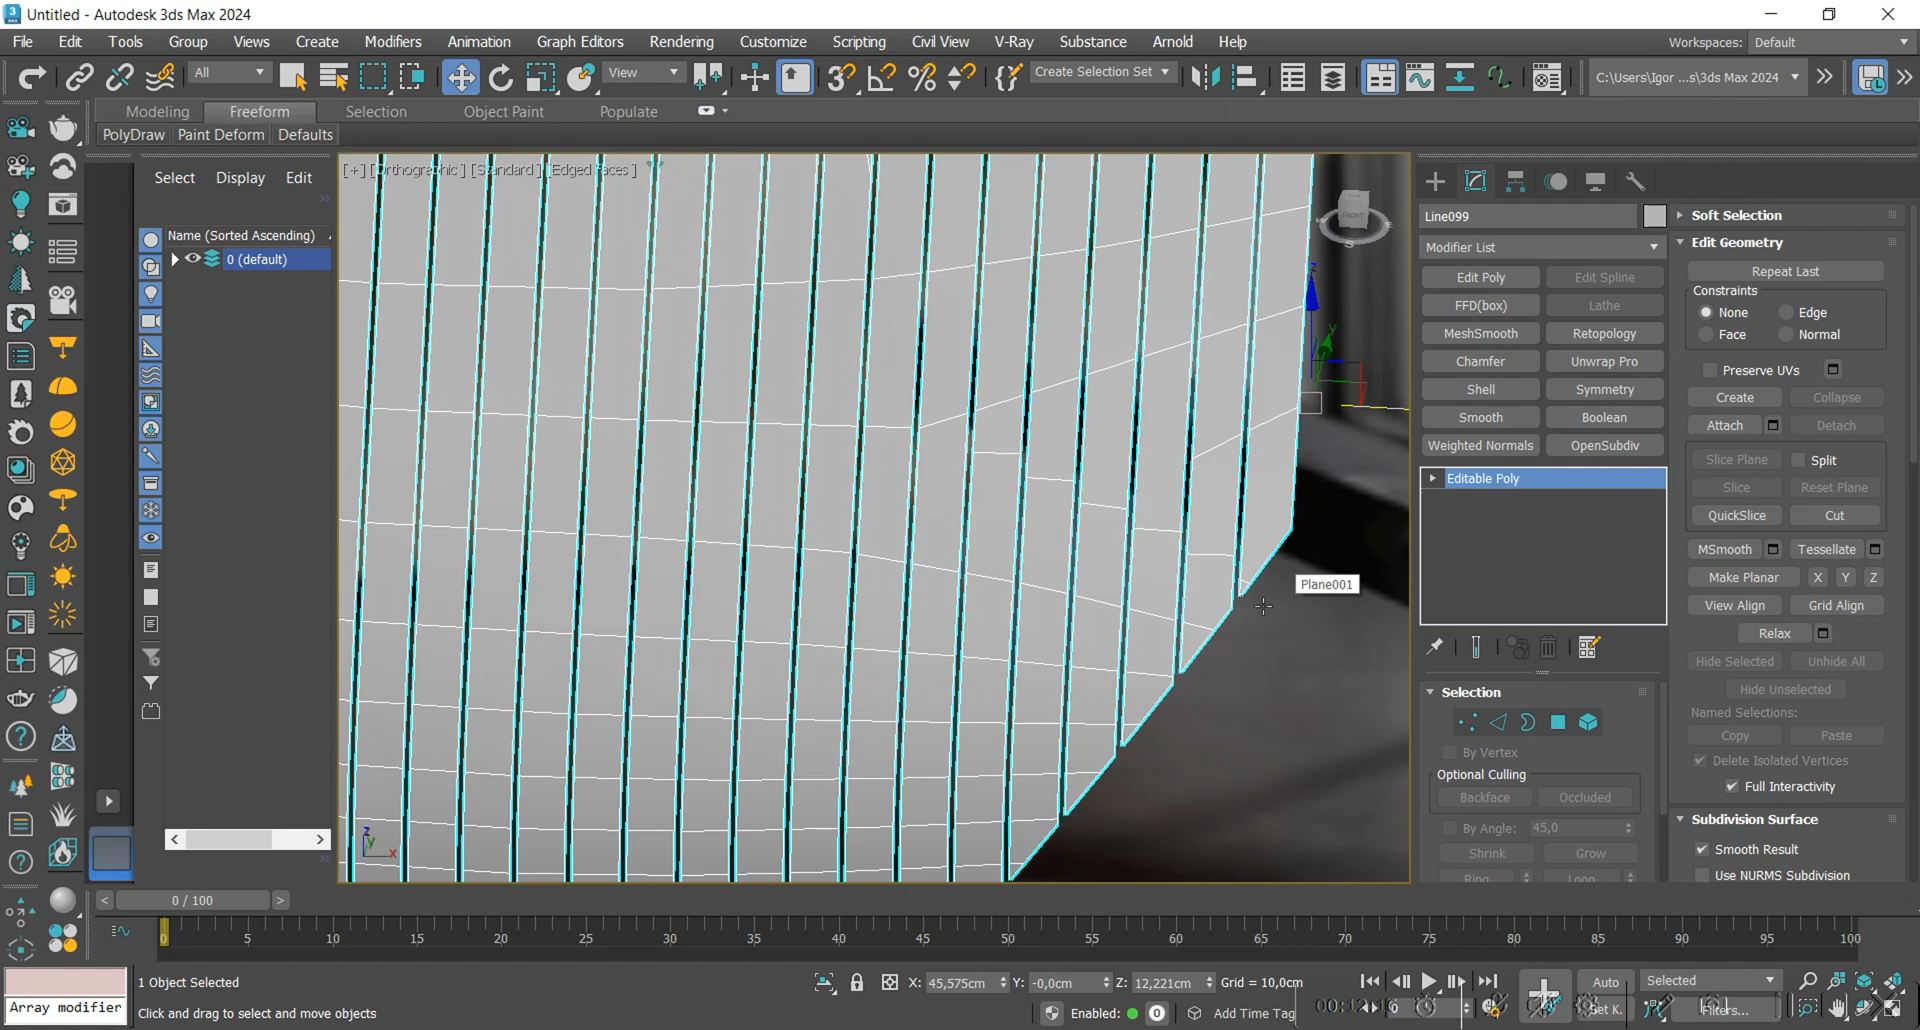 Untitled - Autodesk 3ds Max 2024
File Edit Tools Group Views Create Modifiers Animation Graph Editors Rendering Customize Scripting Civil View V-Ray Substance Arnold Help Workspaces: Default
All View Create Selection Set C:\Users\Igor ...s\3ds Max 2024
Modeling Freeform Selection Object Paint Populate
PolyDraw Paint Deform Defaults
Select Display Edit
Name (Sorted Ascending)
0 (default)
[+] [Orthographic] [Standard] [Edged Faces]
FRONT
S
z
y
Plane001
z
y
x
Line099
Modifier List
Edit Poly Edit Spline
FFD(box) Lathe
MeshSmooth Retopology
Chamfer Unwrap Pro
Shell Symmetry
Smooth Boolean
Weighted Normals OpenSubdiv
Editable Poly
Selection
By Vertex
Optional Culling
Backface Occluded
By Angle: 45,0
Shrink Grow
Ring Loop
Soft Selection
Edit Geometry
Repeat Last
Constraints
None Edge
Face Normal
Preserve UVs
Create Collapse
Attach Detach
Slice Plane Split
Slice Reset Plane
QuickSlice Cut
MSmooth Tessellate
Make Planar X Y Z
View Align Grid Align
Relax
Hide Selected Unhide All
Hide Unselected
Named Selections:
Copy Paste
Delete Isolated Vertices
Full Interactivity
Subdivision Surface
Smooth Result
Use NURMS Subdivision
0 / 100
0 5 10 15 20 25 30 35 40 45 50 55 60 65 70 75 80 85 90 95 100
1 Object Selected X: 45,575cm Y: -0,0cm Z: 12,221cm Grid = 10,0cm Auto Selected
Array modifier Click and drag to select and move objects Enabled: 0 Add Time Tag Set K. Filters...